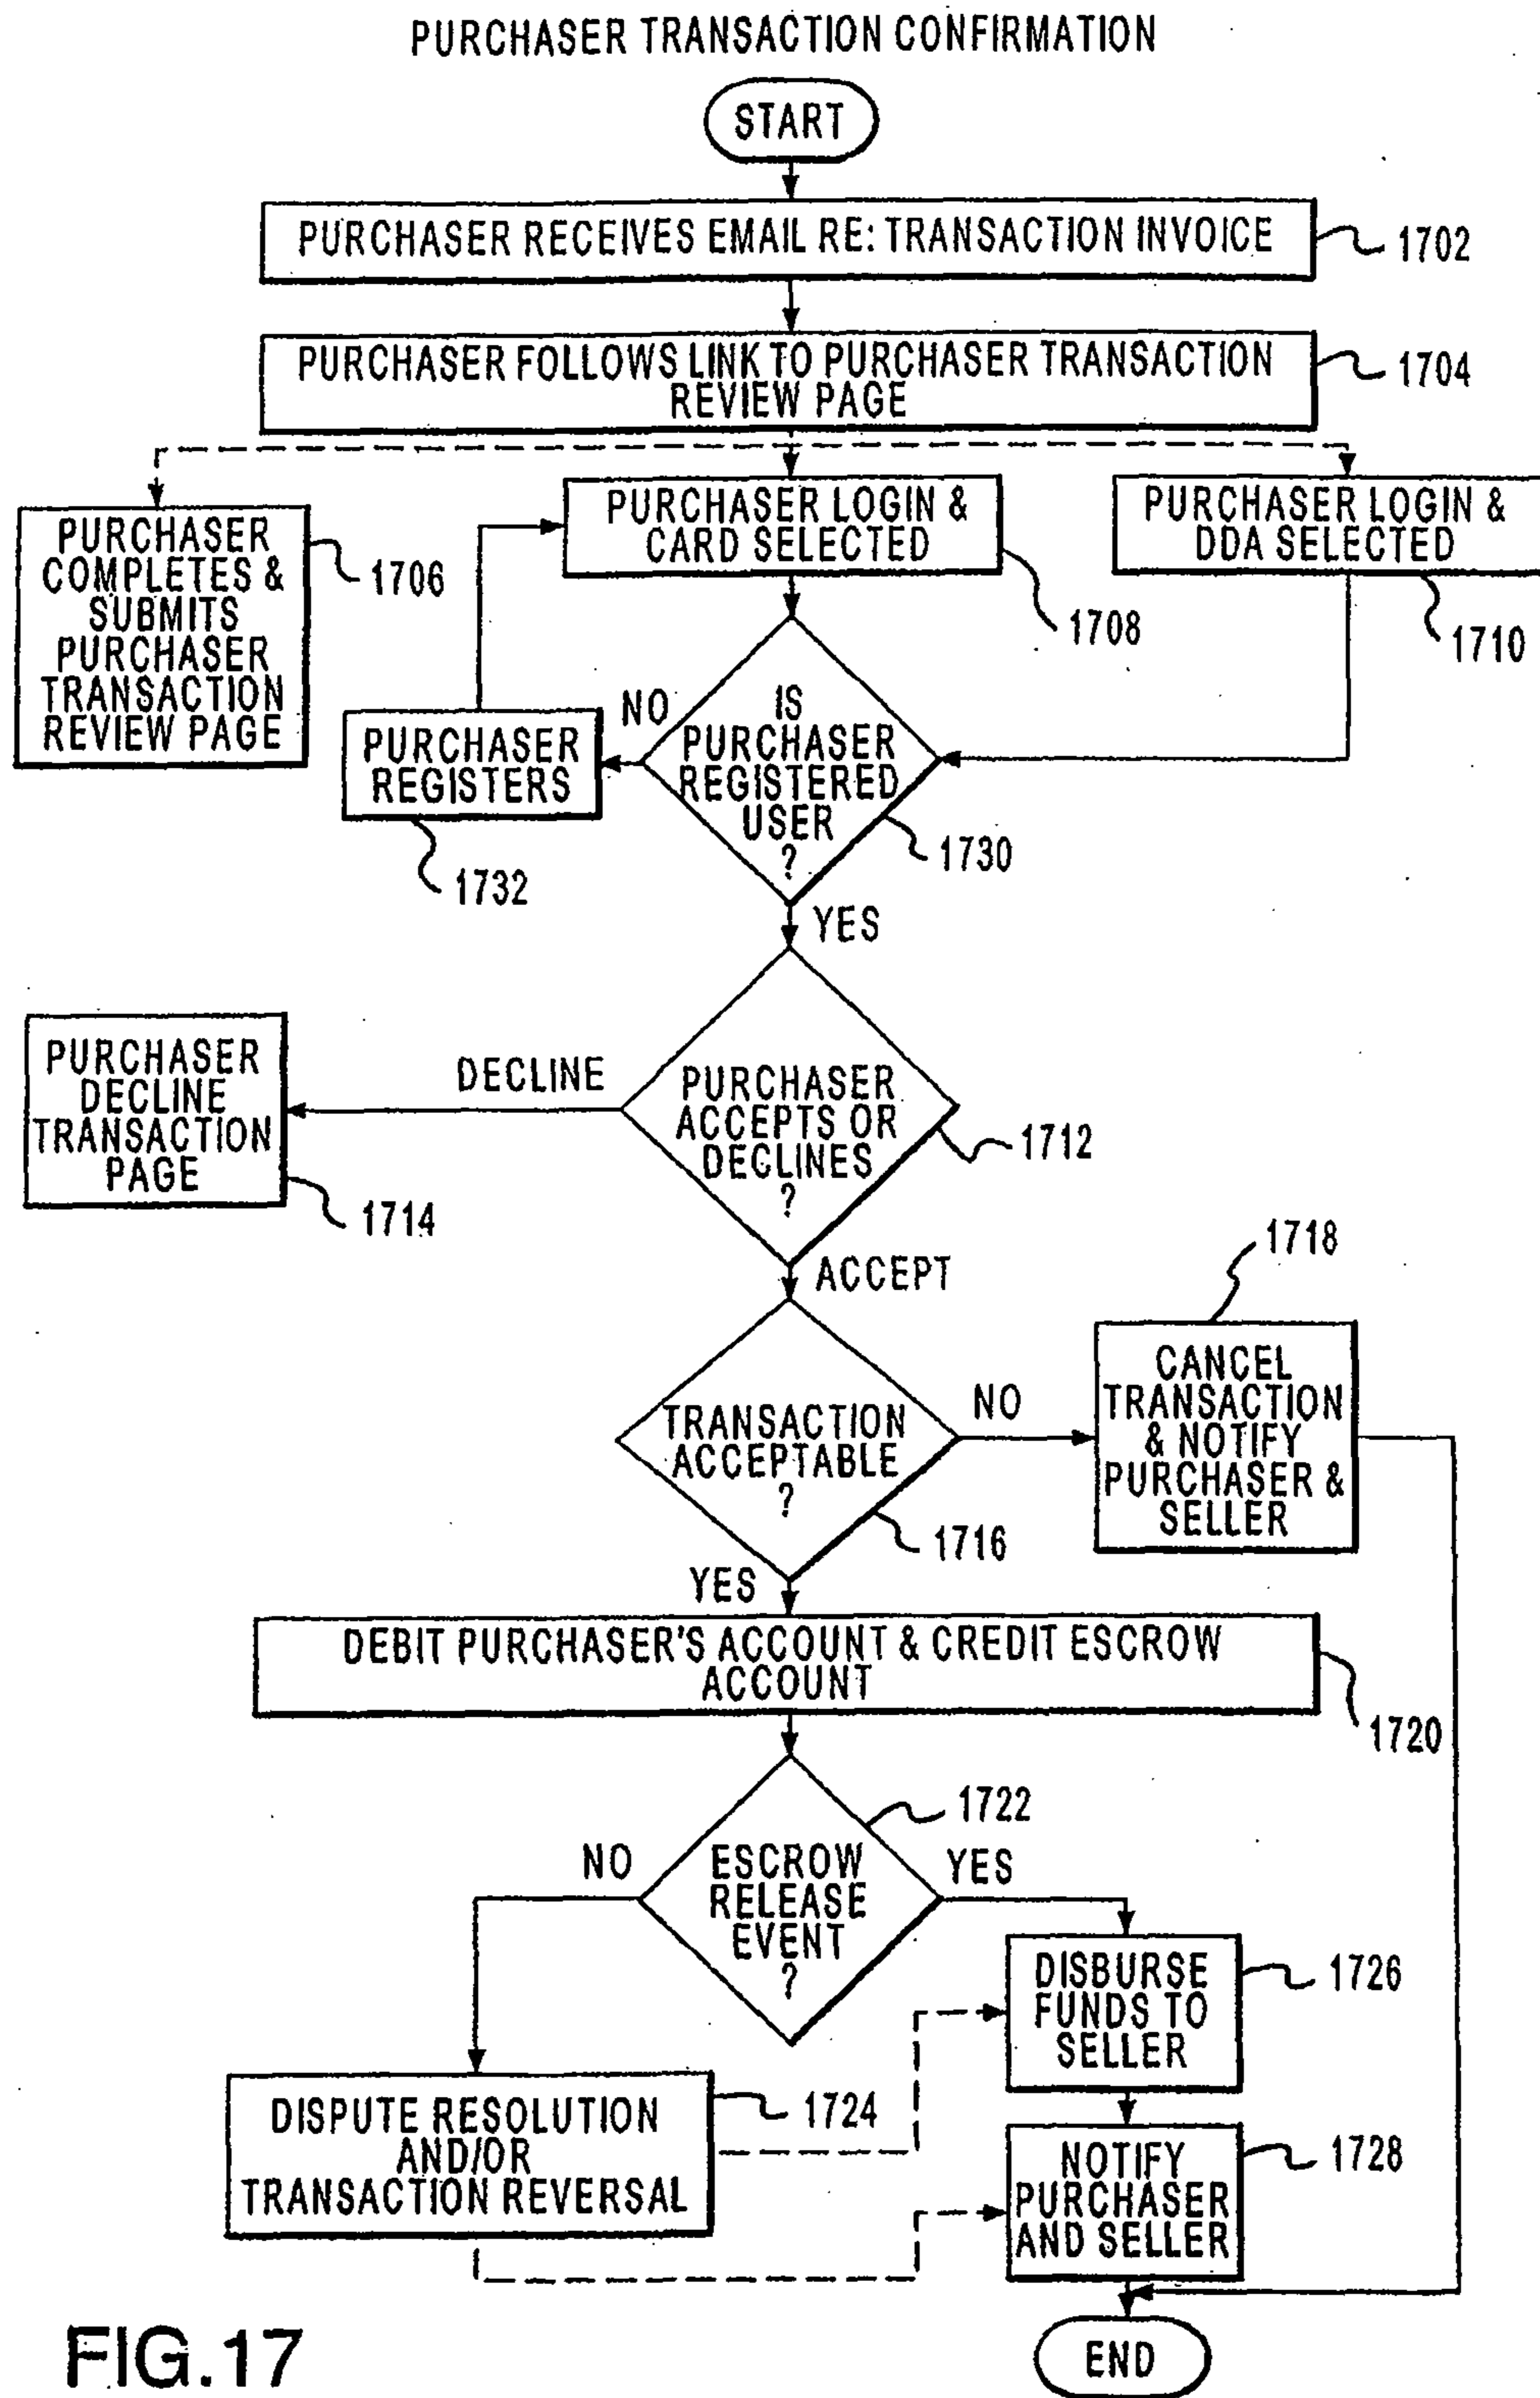 PURCHASER TRANSACTION CONFIRMATION
START
PURCHASER RECEIVES EMAIL RE: TRANSACTION INVOICE
1702
PURCHASER FOLLOWS LINK TO PURCHASER TRANSACTION
REVIEW PAGE
1704
PURCHASER
COMPLETES &
SUBMITS
PURCHASER
TRANSACTION
REVIEW PAGE
1706
PURCHASER LOGIN &
CARD SELECTED
1708
PURCHASER LOGIN &
DDA SELECTED
1710
IS
PURCHASER
REGISTERED
USER
?
1730
NO
PURCHASER
REGISTERS
1732
YES
PURCHASER
ACCEPTS OR
DECLINES
?
1712
DECLINE
PURCHASER
DECLINE
TRANSACTION
PAGE
1714
ACCEPT
TRANSACTION
ACCEPTABLE
?
1716
NO
1718
CANCEL
TRANSACTION
& NOTIFY
PURCHASER &
SELLER
YES
DEBIT PURCHASER'S ACCOUNT & CREDIT ESCROW
ACCOUNT
1720
ESCROW
RELEASE
EVENT
?
1722
NO
YES
DISBURSE
FUNDS TO
SELLER
1726
DISPUTE RESOLUTION
AND/OR
TRANSACTION REVERSAL
1724
NOTIFY
PURCHASER
AND SELLER
1728
END
FIG.17